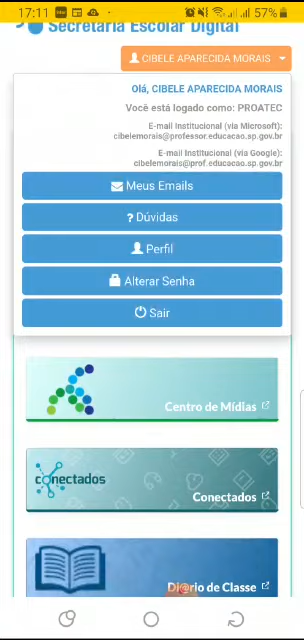 17:11 57%
Secretaria Escolar Digital
CIBELE APARECIDA MORAIS
Olá, CIBELE APARECIDA MORAIS
Você está logado como: PROATEC
E-mail Institucional (via Microsoft):
cibelemorais@professor.educacao.sp.gov.br
E-mail Institucional (via Google):
cibelemorais@prof.educacao.sp.gov.br
Meus Emails
? Dúvidas
Perfil
Alterar Senha
Sair
Centro de Mídias
conectados
Conectados
Diário de Classe